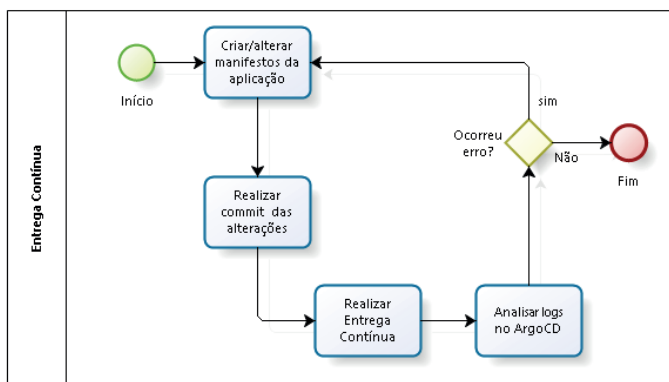 Entrega Contínua
Criar/alterar
manifestos da
aplicação
Início
sim
Ocorreu
erro?
Não
Fim
Realizar
commit das
alterações
Realizar
Entrega
Contínua
Analisar logs
no ArgoCD